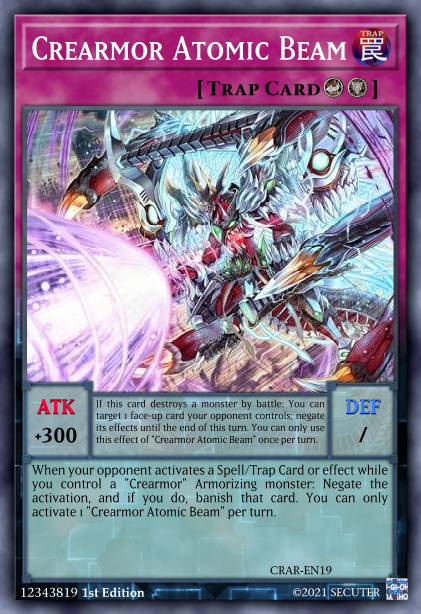 CREARMOR ATOMIC BEAM
TRAP
罠
[TRAP CARD]
ATK
+300
If this card destroys a monster by battle: You can
target 1 face-up card your opponent controls; negate
its effects until the end of this turn. You can only use
this effect of "Crearmor Atomic Beam" once per turn.
DEF
/
When your opponent activates a Spell/Trap Card or effect while
you control a "Crearmor" Armorizing monster: Negate the
activation, and if you do, banish that card. You can only
activate 1 "Crearmor Atomic Beam" per turn.
CRAR-EN19
12343819 1st Edition
©2021 SECUTER